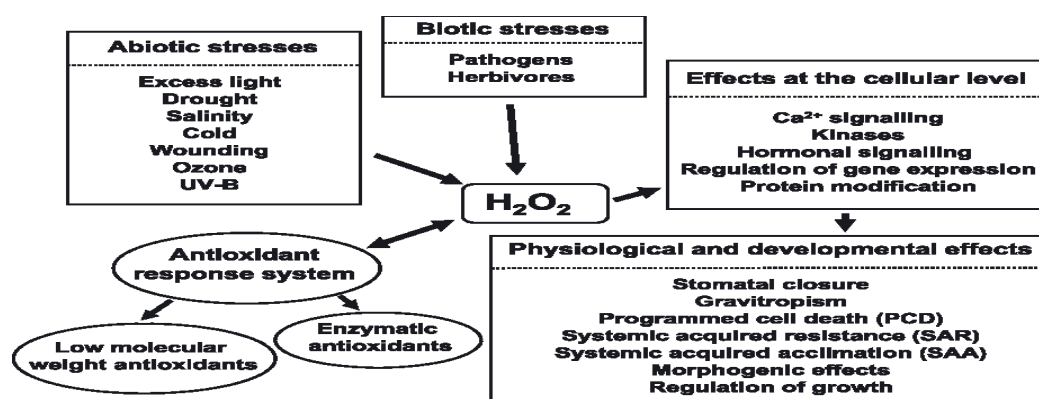 Abiotic stresses
Excess light
Drought
Salinity
Cold
Wounding
Ozone
UV-B
Biotic stresses
Pathogens
Herbivores
Effects at the cellular level
Ca²⁺ signalling
Kinases
Hormonal signalling
Regulation of gene expression
Protein modification
H₂O₂
Antioxidant
response system
Low molecular
weight antioxidants
Enzymatic
antioxidants
Physiological and developmental effects
Stomatal closure
Gravitropism
Programmed cell death (PCD)
Systemic acquired resistance (SAR)
Systemic acquired acclimation (SAA)
Morphogenic effects
Regulation of growth